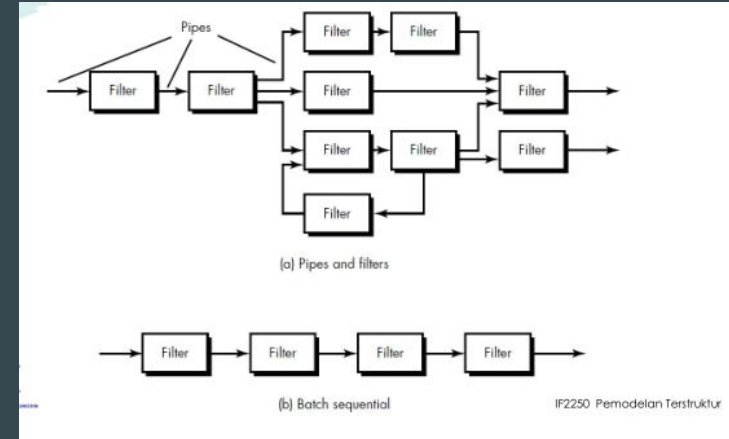 Pipes
Filter Filter
Filter Filter Filter Filter
Filter Filter Filter
Filter
(a) Pipes and filters
Filter Filter Filter Filter
(b) Batch sequential
IF2250 Pemodelan Terstruktur